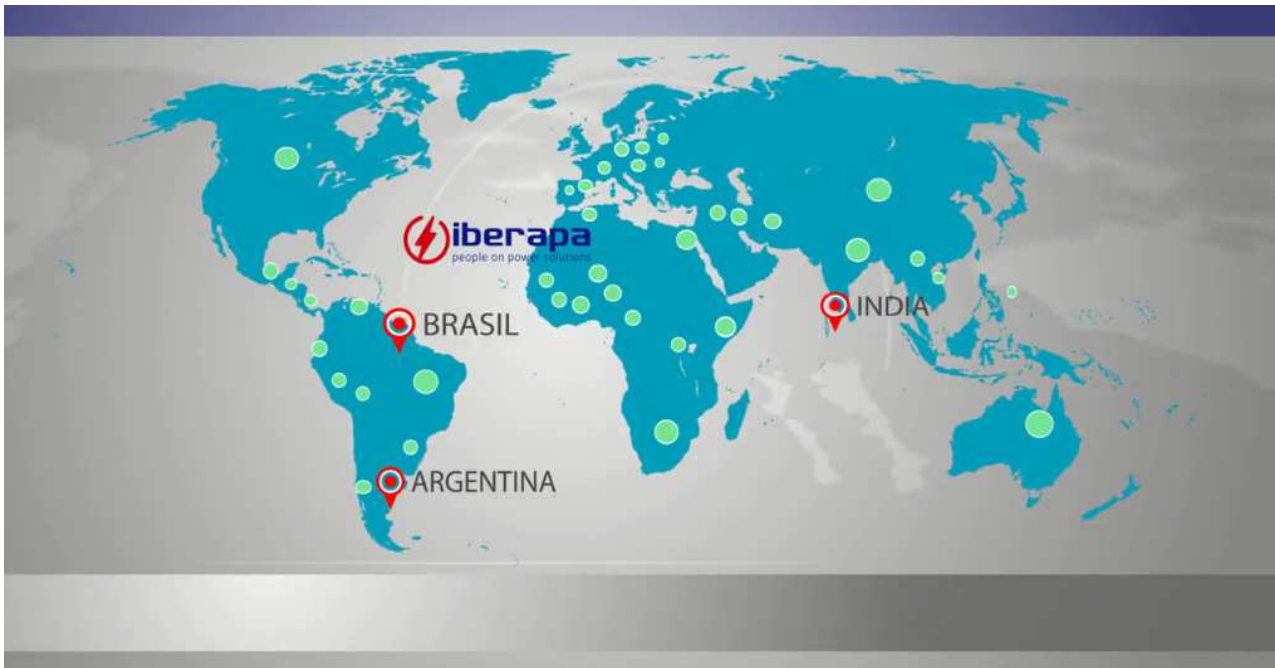 iberapa
people on power solutions
BRASIL
INDIA
ARGENTINA